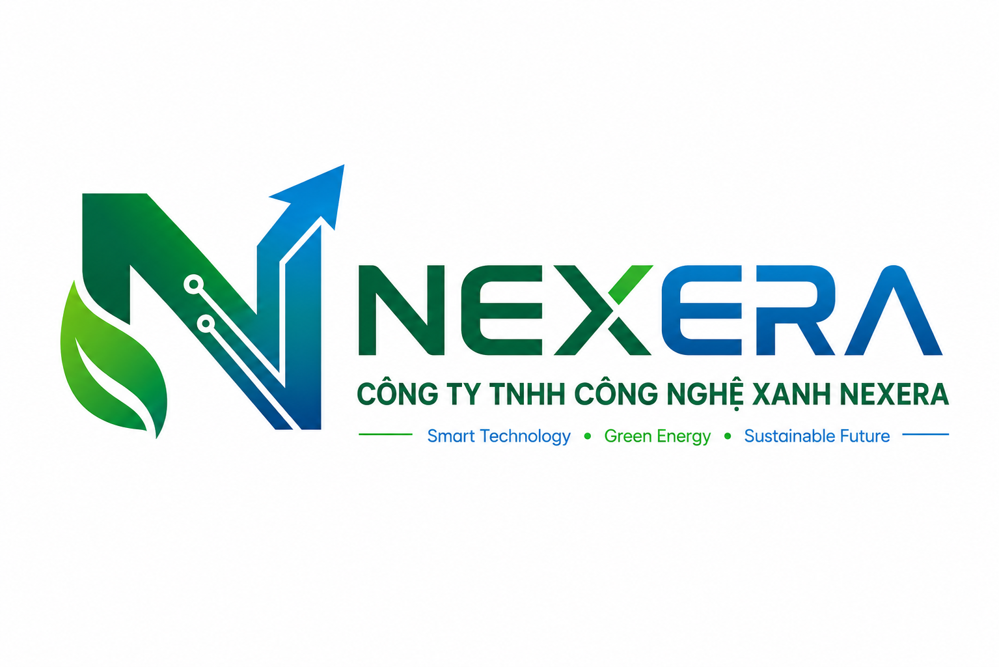 NEXERA
CÔNG TY TNHH CÔNG NGHỆ XANH NEXERA
Smart Technology • Green Energy • Sustainable Future